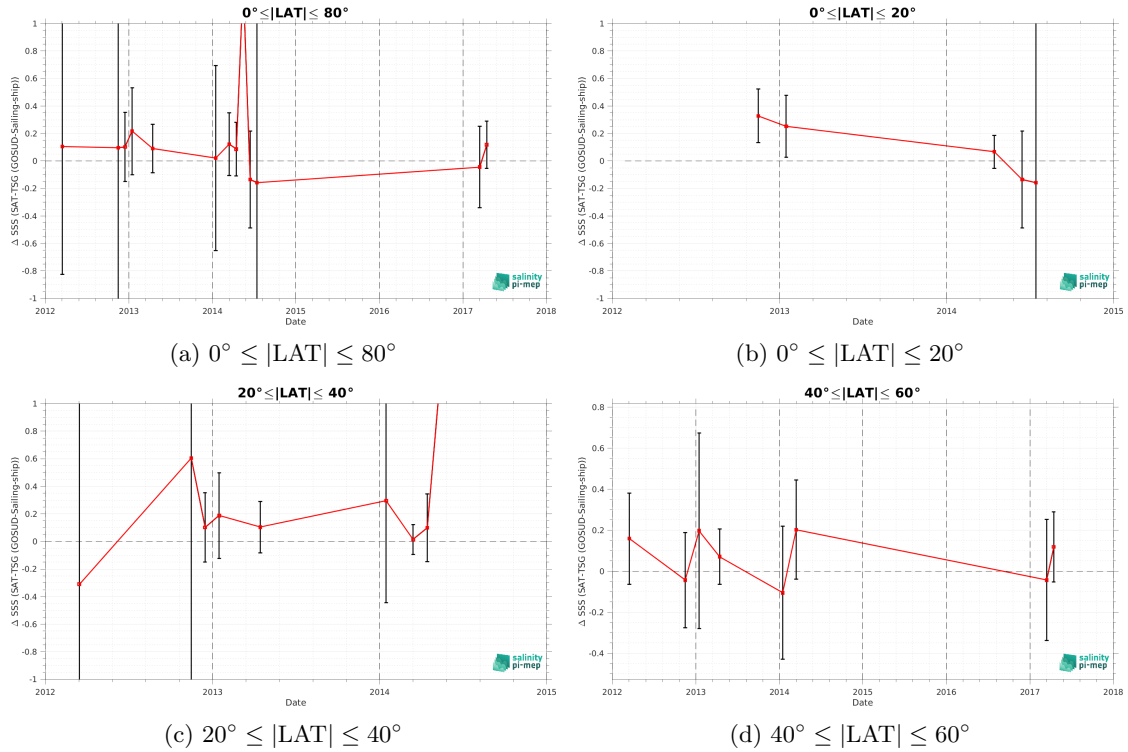 0°≤|LAT|≤ 80°
1
0.8
0.6
0.4
0.2
0
-0.2
-0.4
-0.6
-0.8
-1
Δ SSS (SAT-TSG (GOSUD-Sailing-ship))
2012 2013 2014 2015 2016 2017 2018
Date
salinity
pi-mep
(a) 0° ≤ |LAT| ≤ 80°
0°≤|LAT|≤ 20°
1
0.8
0.6
0.4
0.2
0
-0.2
-0.4
-0.6
-0.8
-1
Δ SSS (SAT-TSG (GOSUD-Sailing-ship))
2012 2013 2014 2015
Date
salinity
pi-mep
(b) 0° ≤ |LAT| ≤ 20°
20°≤|LAT|≤ 40°
1
0.8
0.6
0.4
0.2
0
-0.2
-0.4
-0.6
-0.8
-1
Δ SSS (SAT-TSG (GOSUD-Sailing-ship))
2012 2013 2014 2015
Date
salinity
pi-mep
(c) 20° ≤ |LAT| ≤ 40°
40°≤|LAT|≤ 60°
0.8
0.6
0.4
0.2
0
-0.2
-0.4
Δ SSS (SAT-TSG (GOSUD-Sailing-ship))
2012 2013 2014 2015 2016 2017 2018
Date
salinity
pi-mep
(d) 40° ≤ |LAT| ≤ 60°